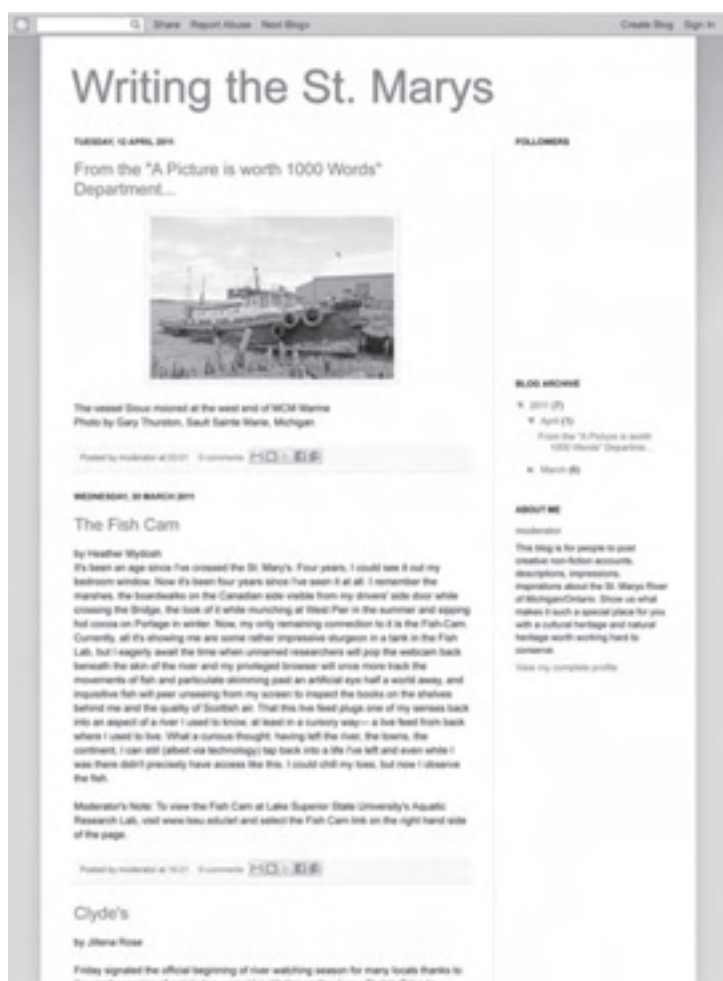 Share Report Abuse Next Blog»
Create Blog Sign In
Writing the St. Marys
TUESDAY, 12 APRIL 2011
From the "A Picture is worth 1000 Words"
Department...
The vessel Sioux moored at the west end of MCM Marine
Photo by Gary Thurston, Sault Sainte Marie, Michigan
Posted by moderator at 0 comments
WEDNESDAY, 30 MARCH 2011
The Fish Cam
by Heather Mydosh
It's been an age since I've crossed the St. Mary's. Four years, I could see it out my
bedroom window. Now it's been four years since I've seen it at all. I remember the
marshes, the boardwalks on the Canadian side visible from my drivers' side door while
crossing the Bridge, the look of it while munching at West Pier in the summer and sipping
hot cocoa on Portage in winter. Now, my only remaining connection to it is the Fish Cam.
Currently, all it's showing me are some rather impressive sturgeon in a tank in the Fish
Lab, but I eagerly await the time when unnamed researchers will pop the webcam back
beneath the skin of the river and my privileged browser will once more track the
movements of fish and particulate skimming past an artificial eye half a world away, and
inquisitive fish will peer unseeing from my screen to inspect the books on the shelves
behind me and the quality of Scottish air. That this live feed plugs one of my senses back
into an aspect of a river I used to know, at least in a cursory way— a live feed from back
where I used to live. What a curious thought: having left the river, the towns, the
continent, I can still (albeit via technology) tap back into a life I've left and even while I
was there didn't precisely have access like this. I could chill my toes, but now I observe
the fish.
Moderator's Note: To view the Fish Cam at Lake Superior State University's Aquatic
Research Lab, visit www.lssu.edu/arl and select the Fish Cam link on the right hand side
of the page.
Posted by moderator at 0 comments
Clyde's
by Jillena Rose
Friday signaled the official beginning of river watching season for many locals thanks to
FOLLOWERS
BLOG ARCHIVE
▼ 2011 (7)
▼ April (1)
From the "A Picture is worth
1000 Words" Departme...
► March (6)
ABOUT ME
moderator
This blog is for people to post
creative non-fiction accounts,
descriptions, impressions,
inspirations about the St. Marys River
of Michigan/Ontario. Show us what
makes it such a special place for you
with a cultural heritage and natural
heritage worth working hard to
conserve.
View my complete profile